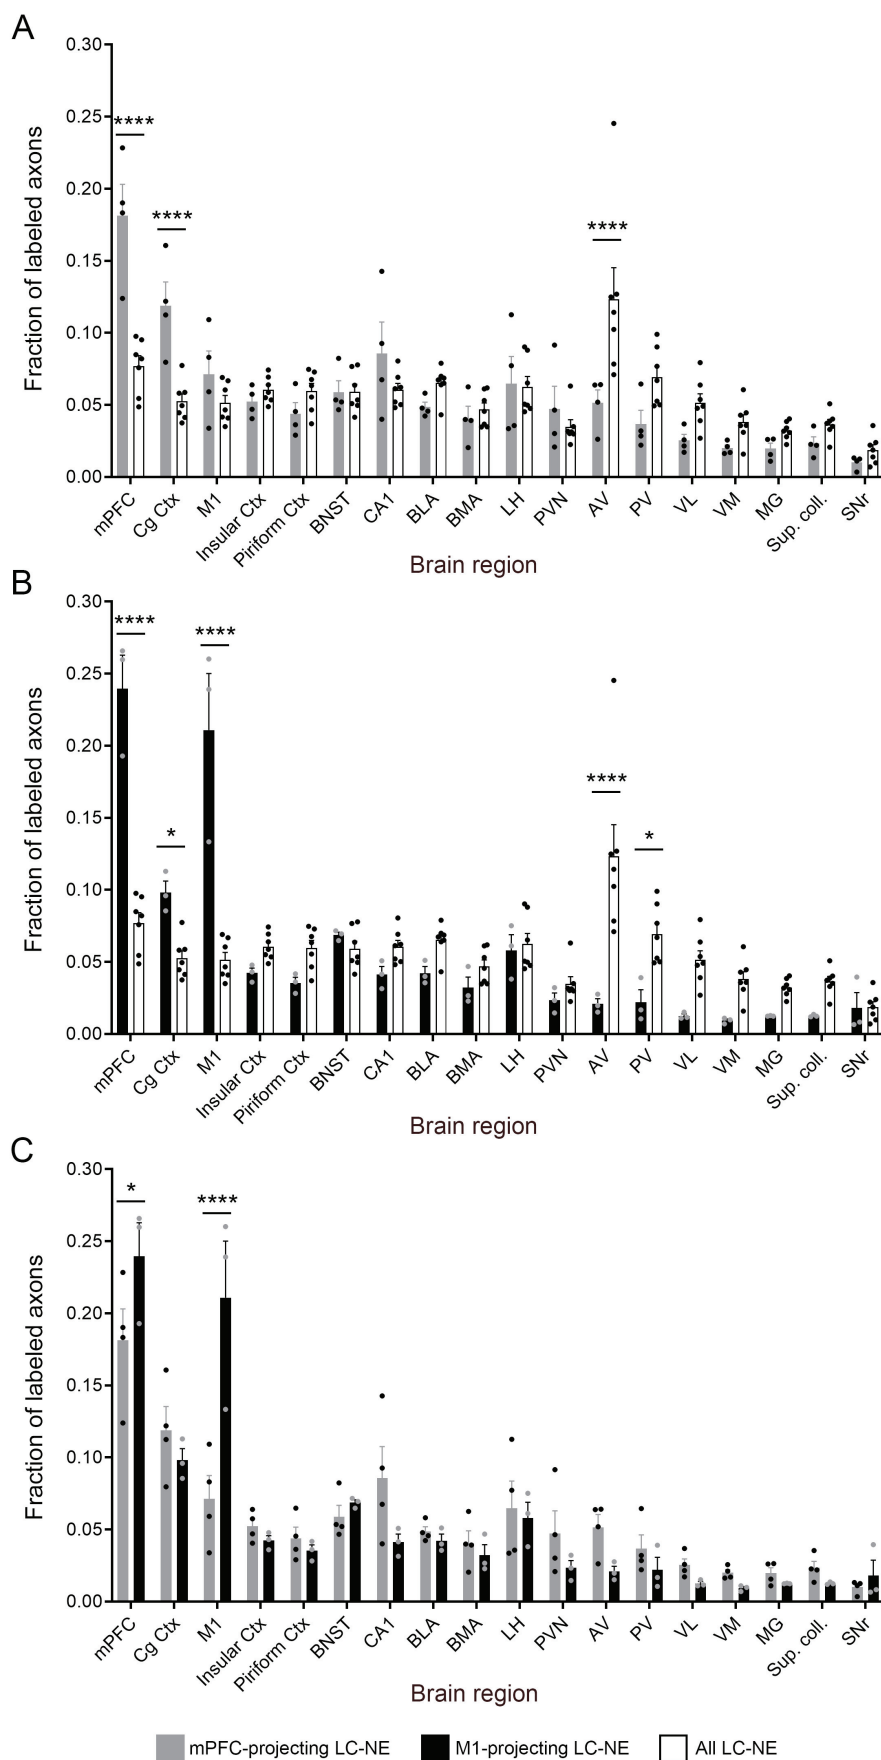 A
0.30
0.25
0.20
0.15
0.10
0.05
0.00
Fraction of labeled axons
****
****
****
mPFC
Cg Ctx
M1
Insular Ctx
Piriform Ctx
BNST
CA1
BLA
BMA
LH
PVN
AV
PV
VL
VM
MG
Sup. coll.
SNr
Brain region
B
0.30
0.25
0.20
0.15
0.10
0.05
0.00
Fraction of labeled axons
****
*
****
****
*
mPFC
Cg Ctx
M1
Insular Ctx
Piriform Ctx
BNST
CA1
BLA
BMA
LH
PVN
AV
PV
VL
VM
MG
Sup. coll.
SNr
Brain region
C
0.30
0.25
0.20
0.15
0.10
0.05
0.00
Fraction of labeled axons
*
****
mPFC
Cg Ctx
M1
Insular Ctx
Piriform Ctx
BNST
CA1
BLA
BMA
LH
PVN
AV
PV
VL
VM
MG
Sup. coll.
SNr
Brain region
mPFC-projecting LC-NE M1-projecting LC-NE All LC-NE